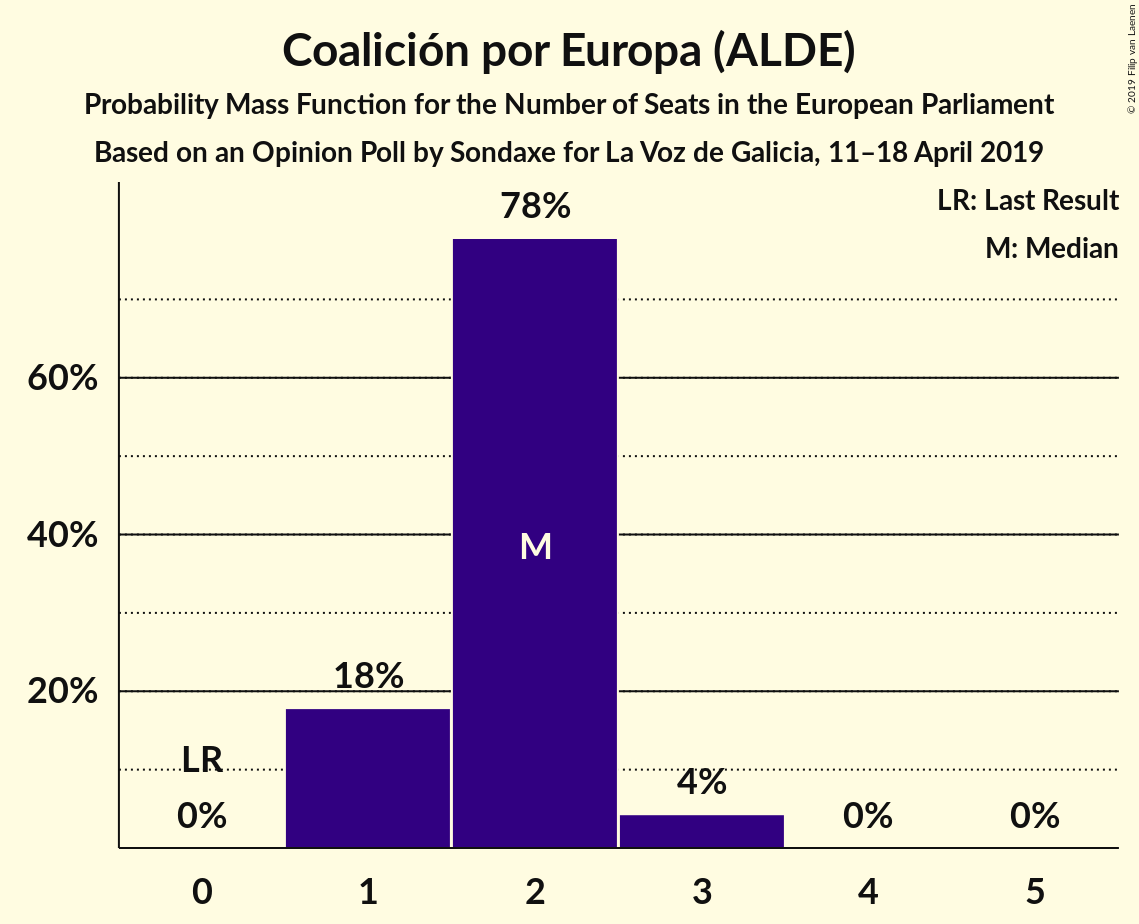 Coalición por Europa (ALDE)
Probability Mass Function for the Number of Seats in the European Parliament
Based on an Opinion Poll by Sondaxe for La Voz de Galicia, 11–18 April 2019
© 2019 Filip van Laenen
LR: Last Result
M: Median
78%
60%
40%
M
20%
18%
LR
0%
4%
0%
0%
0
1
2
3
4
5